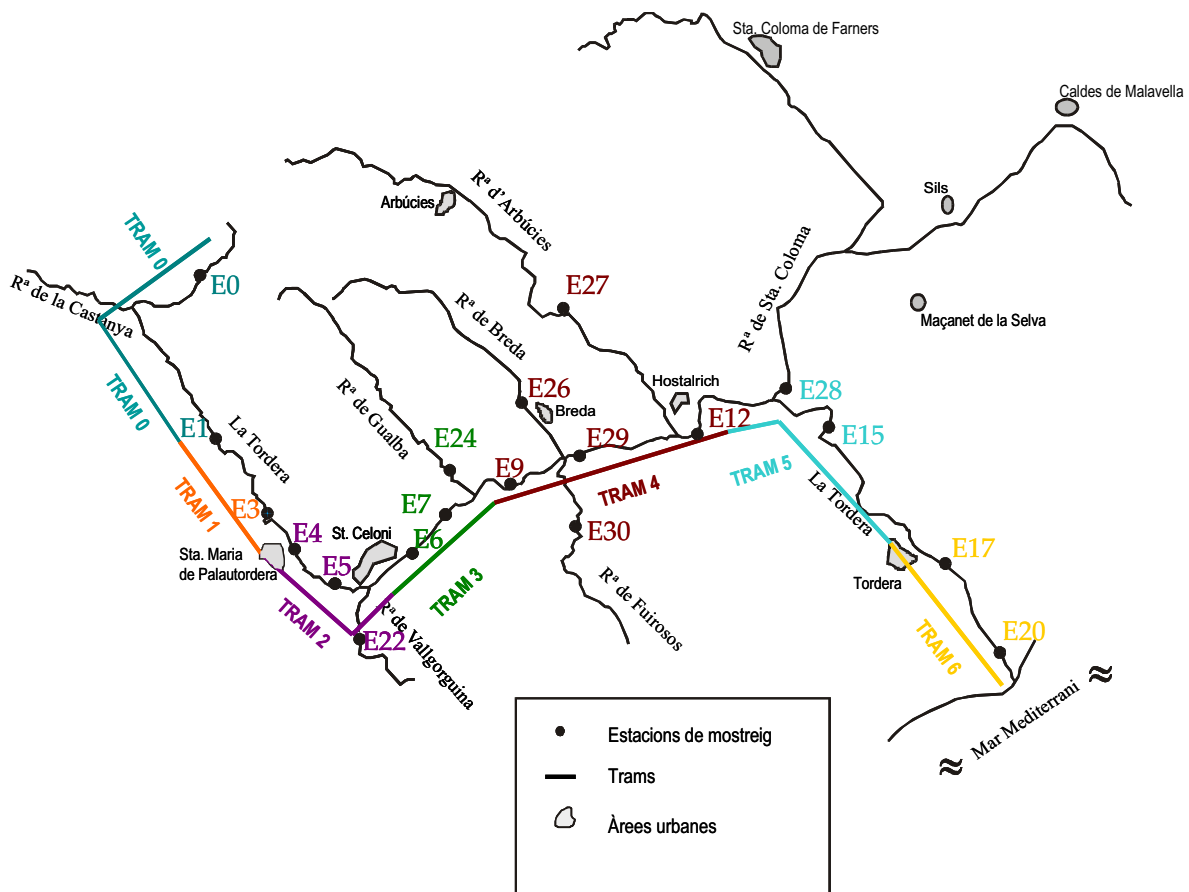 Sta. Coloma de Farners
Caldes de Malavella
Rª d'Arbúcies
Sils
Arbúcies
TRAM 0
E0
Rª de la Castanya
E27
Rª de Sta. Coloma
Maçanet de la Selva
Rª de Breda
Hostalrich
E28
E26
Breda
Rª de Gualba
TRAM 0
E1
La Tordera
E12
E15
E24
E29
TRAM 5
E9
TRAM 4
La Tordera
E3
TRAM 1
E7
E4
St. Celoni
E6
E30
Sta. Maria
de Palautordera
E5
E17
Tordera
TRAM 3
Rª de Fuirosos
TRAM 2
E22
Rª de Vallgorguina
E20
TRAM 6
≈ Mar Mediterrani ≈
Estacions de mostreig
Trams
Àrees urbanes